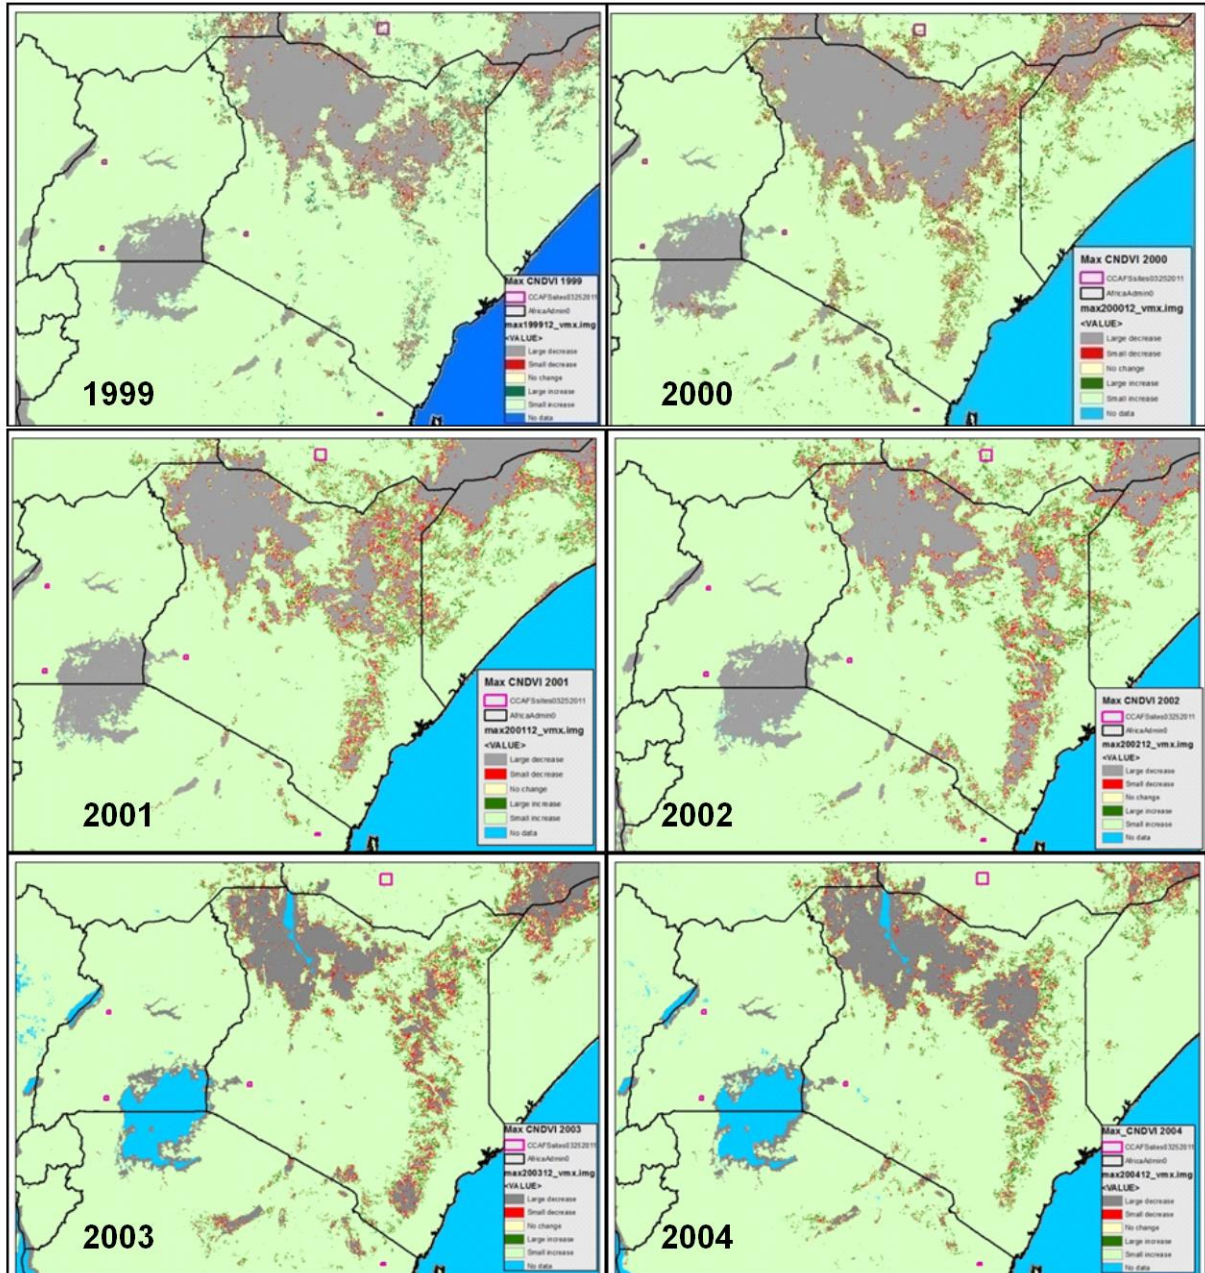 Max CNDVI 1999
CCAFSsites03252011
AfricaAdmin0
max199912_vmx.img
<VALUE>
Large decrease
Small decrease
No change
Large increase
Small increase
No data
1999
Max CNDVI 2000
CCAFSsites03252011
AfricaAdmin0
max200012_vmx.img
<VALUE>
Large decrease
Small decrease
No change
Large increase
Small increase
No data
2000
Max CNDVI 2001
CCAFSsites03252011
AfricaAdmin0
max200112_vmx.img
<VALUE>
Large decrease
Small decrease
No change
Large increase
Small increase
No data
2001
Max CNDVI 2002
CCAFSsites03252011
AfricaAdmin0
max200212_vmx.img
<VALUE>
Large decrease
Small decrease
No change
Large increase
Small increase
No data
2002
Max CNDVI 2003
CCAFSsites03252011
AfricaAdmin0
max200312_vmx.img
<VALUE>
Large decrease
Small decrease
No change
Large increase
Small increase
No data
2003
Max_CNDVI 2004
CCAFSsites03252011
AfricaAdmin0
max200412_vmx.img
<VALUE>
Large decrease
Small decrease
No change
Large increase
Small increase
No data
2004